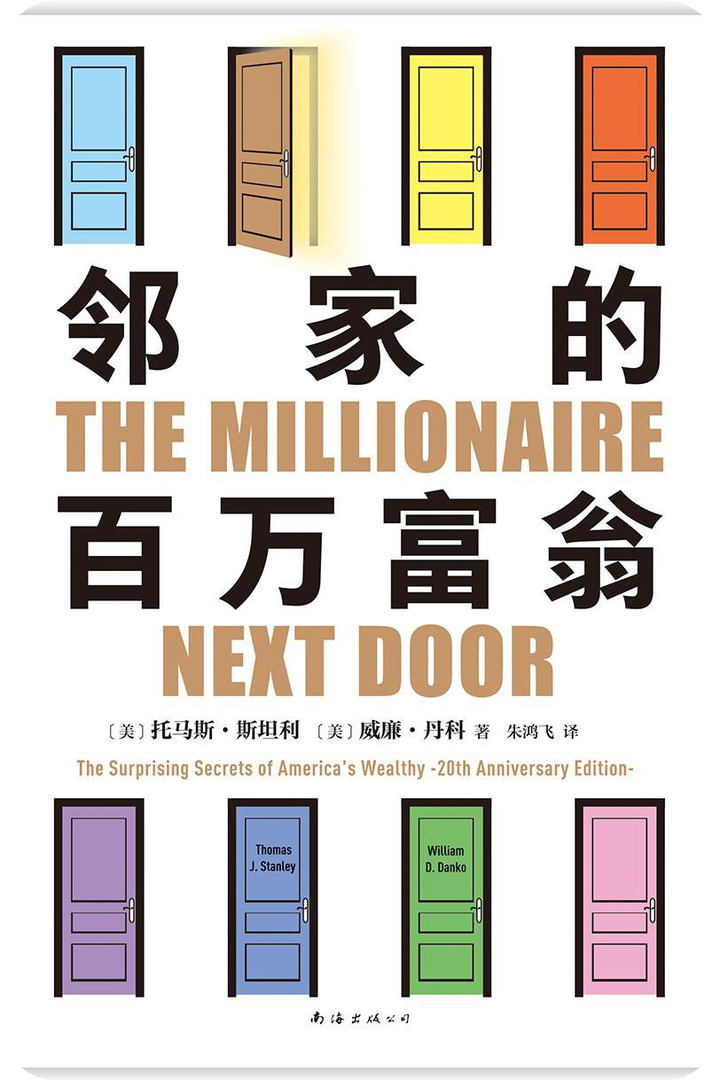 邻家的
THE MILLIONAIRE
百万富翁
NEXT DOOR
〔美〕托马斯·斯坦利 〔美〕威廉·丹科 著 朱鸿飞 译
The Surprising Secrets of America's Wealthy -20th Anniversary Edition-
Thomas
J. Stanley
William
D. Danko
南海出版公司